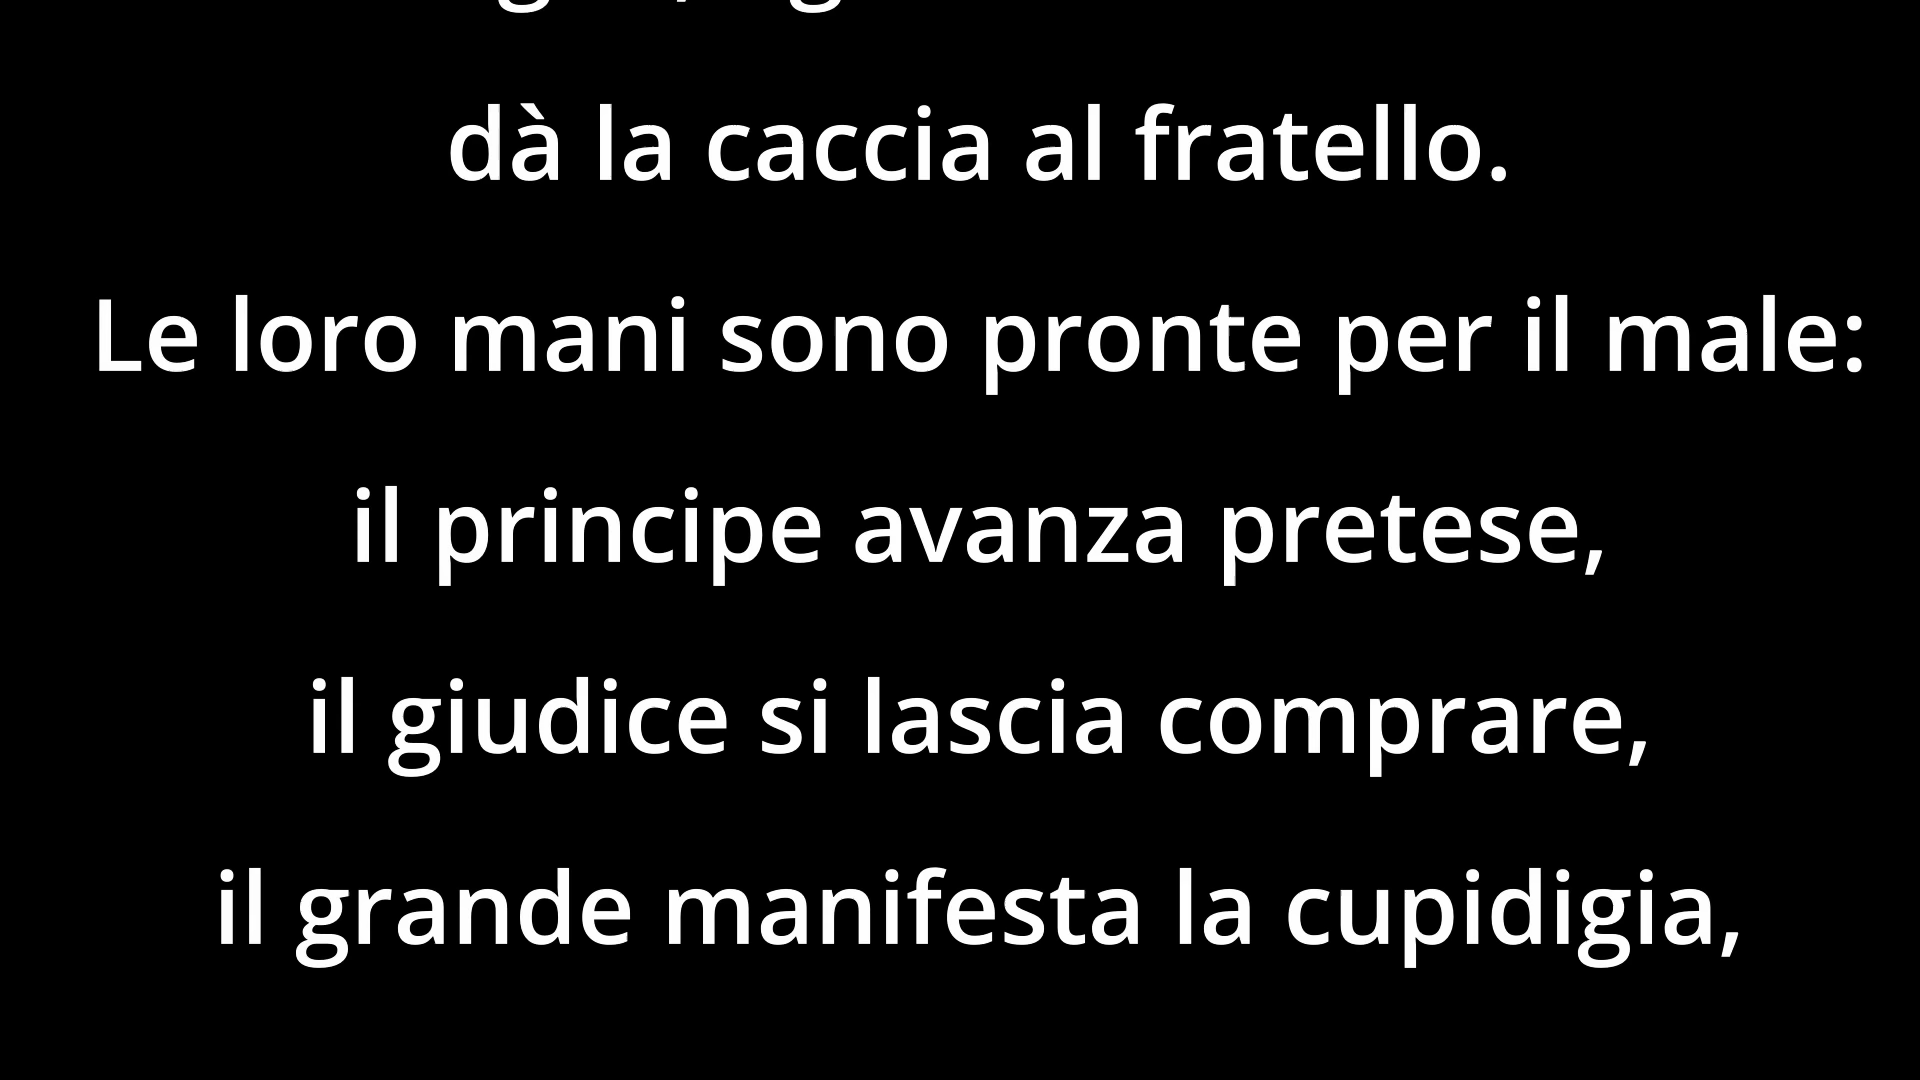 dà la caccia al fratello.
Le loro mani sono pronte per il male:
il principe avanza pretese,
il giudice si lascia comprare,
il grande manifesta la cupidigia,